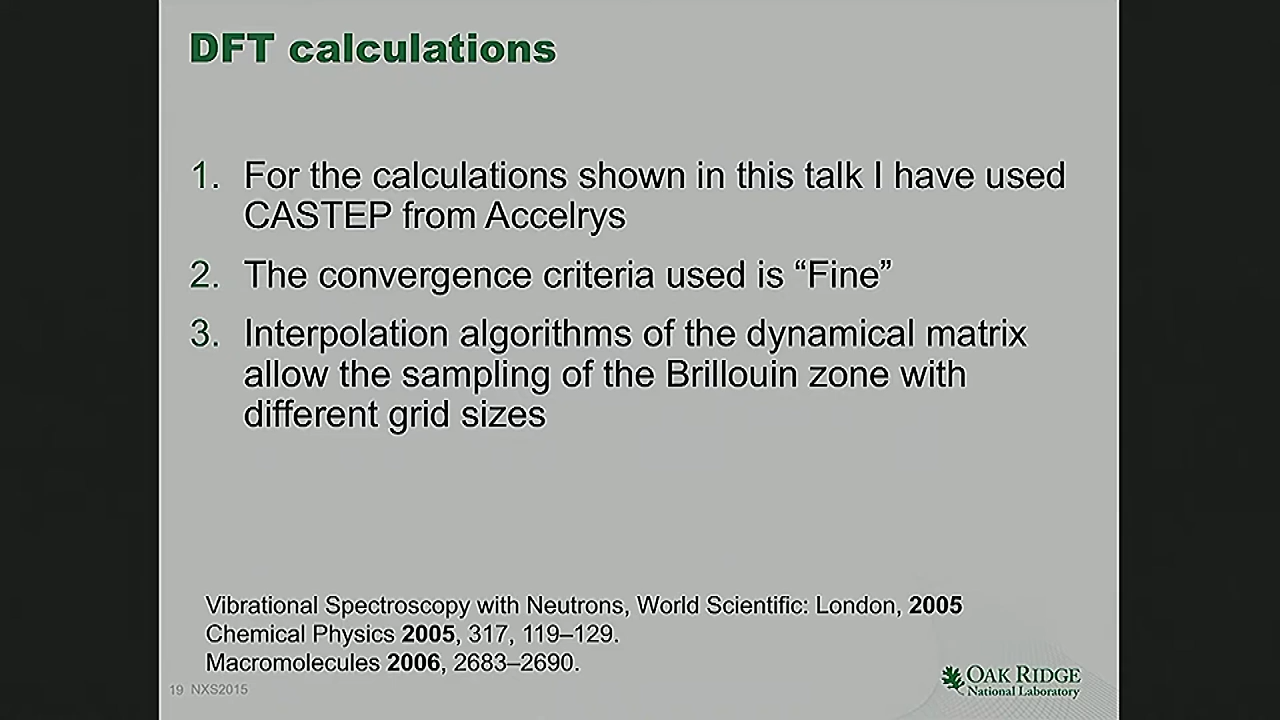 DFT calculations
1. For the calculations shown in this talk I have used
CASTEP from Accelrys
2. The convergence criteria used is “Fine”
3. Interpolation algorithms of the dynamical matrix
allow the sampling of the Brillouin zone with
different grid sizes
Vibrational Spectroscopy with Neutrons, World Scientific: London, 2005
Chemical Physics 2005, 317, 119–129.
Macromolecules 2006, 2683–2690.
19 NXS2015
OAK RIDGE
National Laboratory